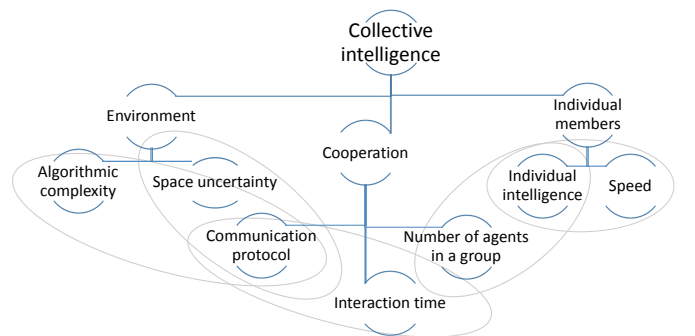 Collective
intelligence
Environment
Cooperation
Individual
members
Algorithmic
complexity
Space uncertainty
Individual
intelligence
Speed
Communication
protocol
Number of agents
in a group
Interaction time